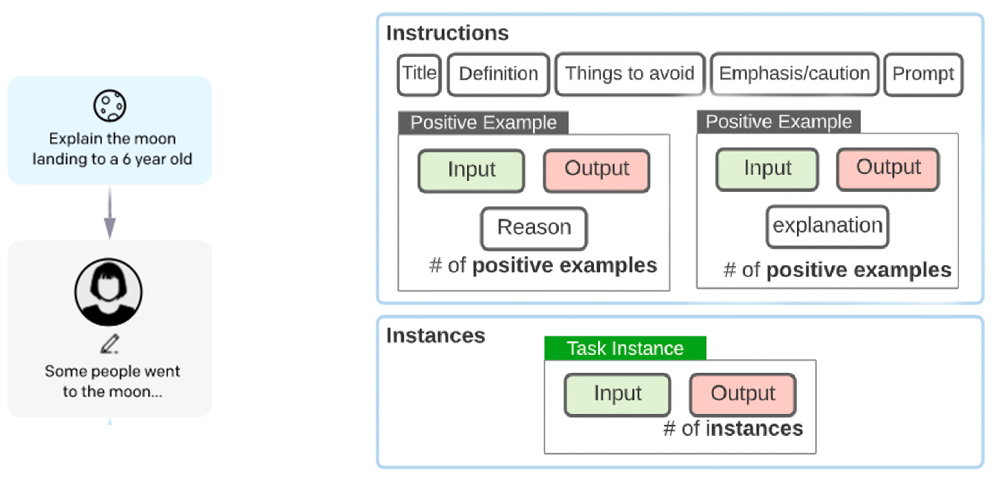 Explain the moon
landing to a 6 year old
Some people went
to the moon...
Instructions
Title
Definition
Things to avoid
Emphasis/caution
Prompt
Positive Example
Input
Output
Reason
# of positive examples
Positive Example
Input
Output
explanation
# of positive examples
Instances
Task Instance
Input
Output
# of instances